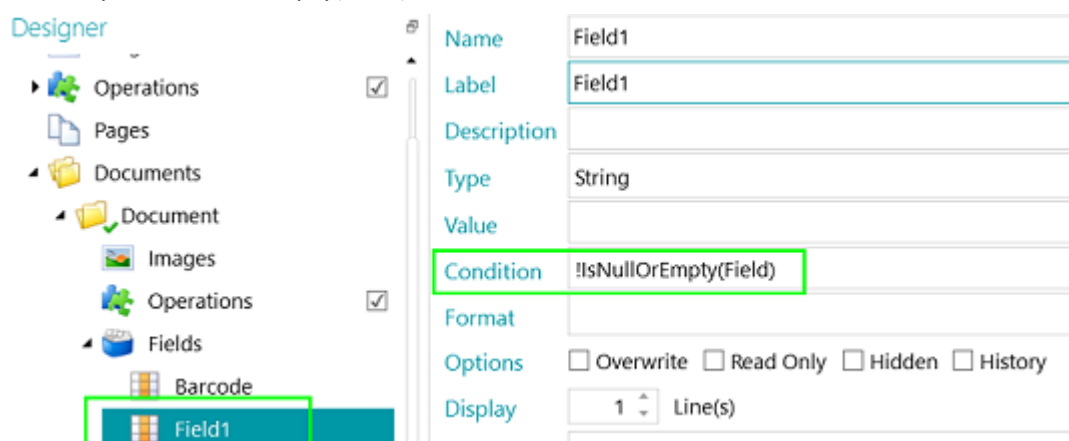 Designer
Operations
Pages
Documents
Document
Images
Operations
Fields
Barcode
Field1
Name Field1
Label Field1
Description
Type String
Value
Condition !IsNullOrEmpty(Field)
Format
Options Overwrite Read Only Hidden History
Display 1 Line(s)